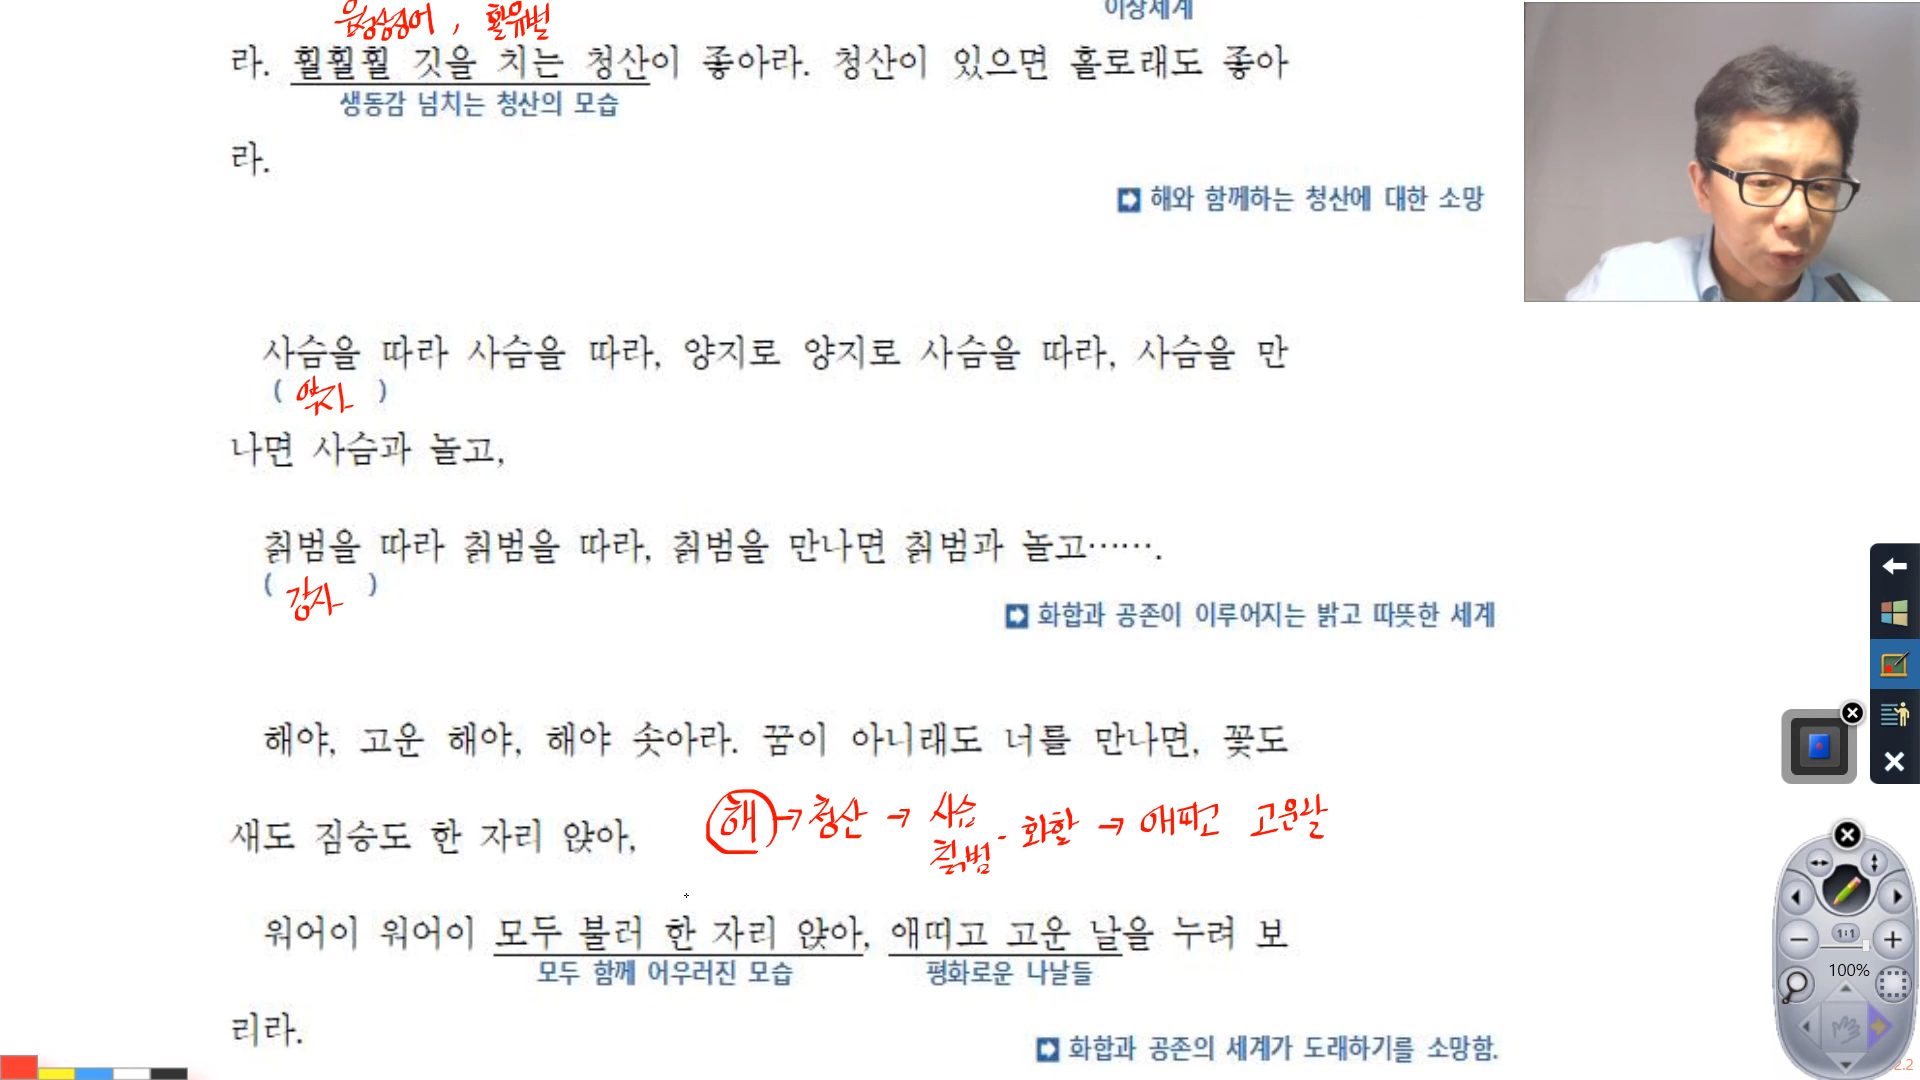 음성상징어, 활유법
이상세계
라. 훨훨훨 깃을 치는 청산이 좋아라. 청산이 있으면 홀로래도 좋아
생동감 넘치는 청산의 모습
라.
해와 함께하는 청산에 대한 소망
사슴을 따라 사슴을 따라, 양지로 양지로 사슴을 따라, 사슴을 만
( 약자 )
나면 사슴과 놀고,
칡범을 따라 칡범을 따라, 칡범을 만나면 칡범과 놀고…….
( 강자 )
화합과 공존이 이루어지는 밝고 따뜻한 세계
해야, 고운 해야, 해야 솟아라. 꿈이 아니래도 너를 만나면, 꽃도
해 → 청산 → 사슴 칡범 - 화합 → 애띠고 고운날
새도 짐승도 한 자리 앉아,
워어이 워어이 모두 불러 한 자리 앉아, 애띠고 고운 날을 누려 보
모두 함께 어우러진 모습 평화로운 나날들
리라.
화합과 공존의 세계가 도래하기를 소망함.
1:1
100%
2.2